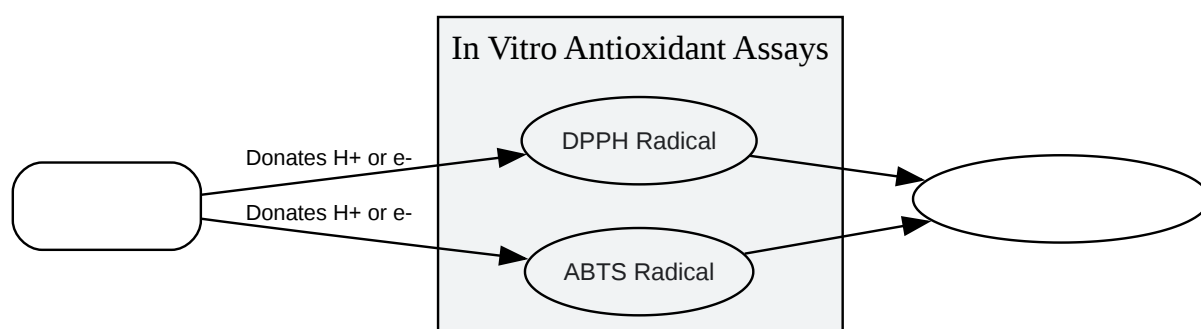 In Vitro Antioxidant Assays
Donates H+ or e-
DPPH Radical
Donates H+ or e-
ABTS Radical